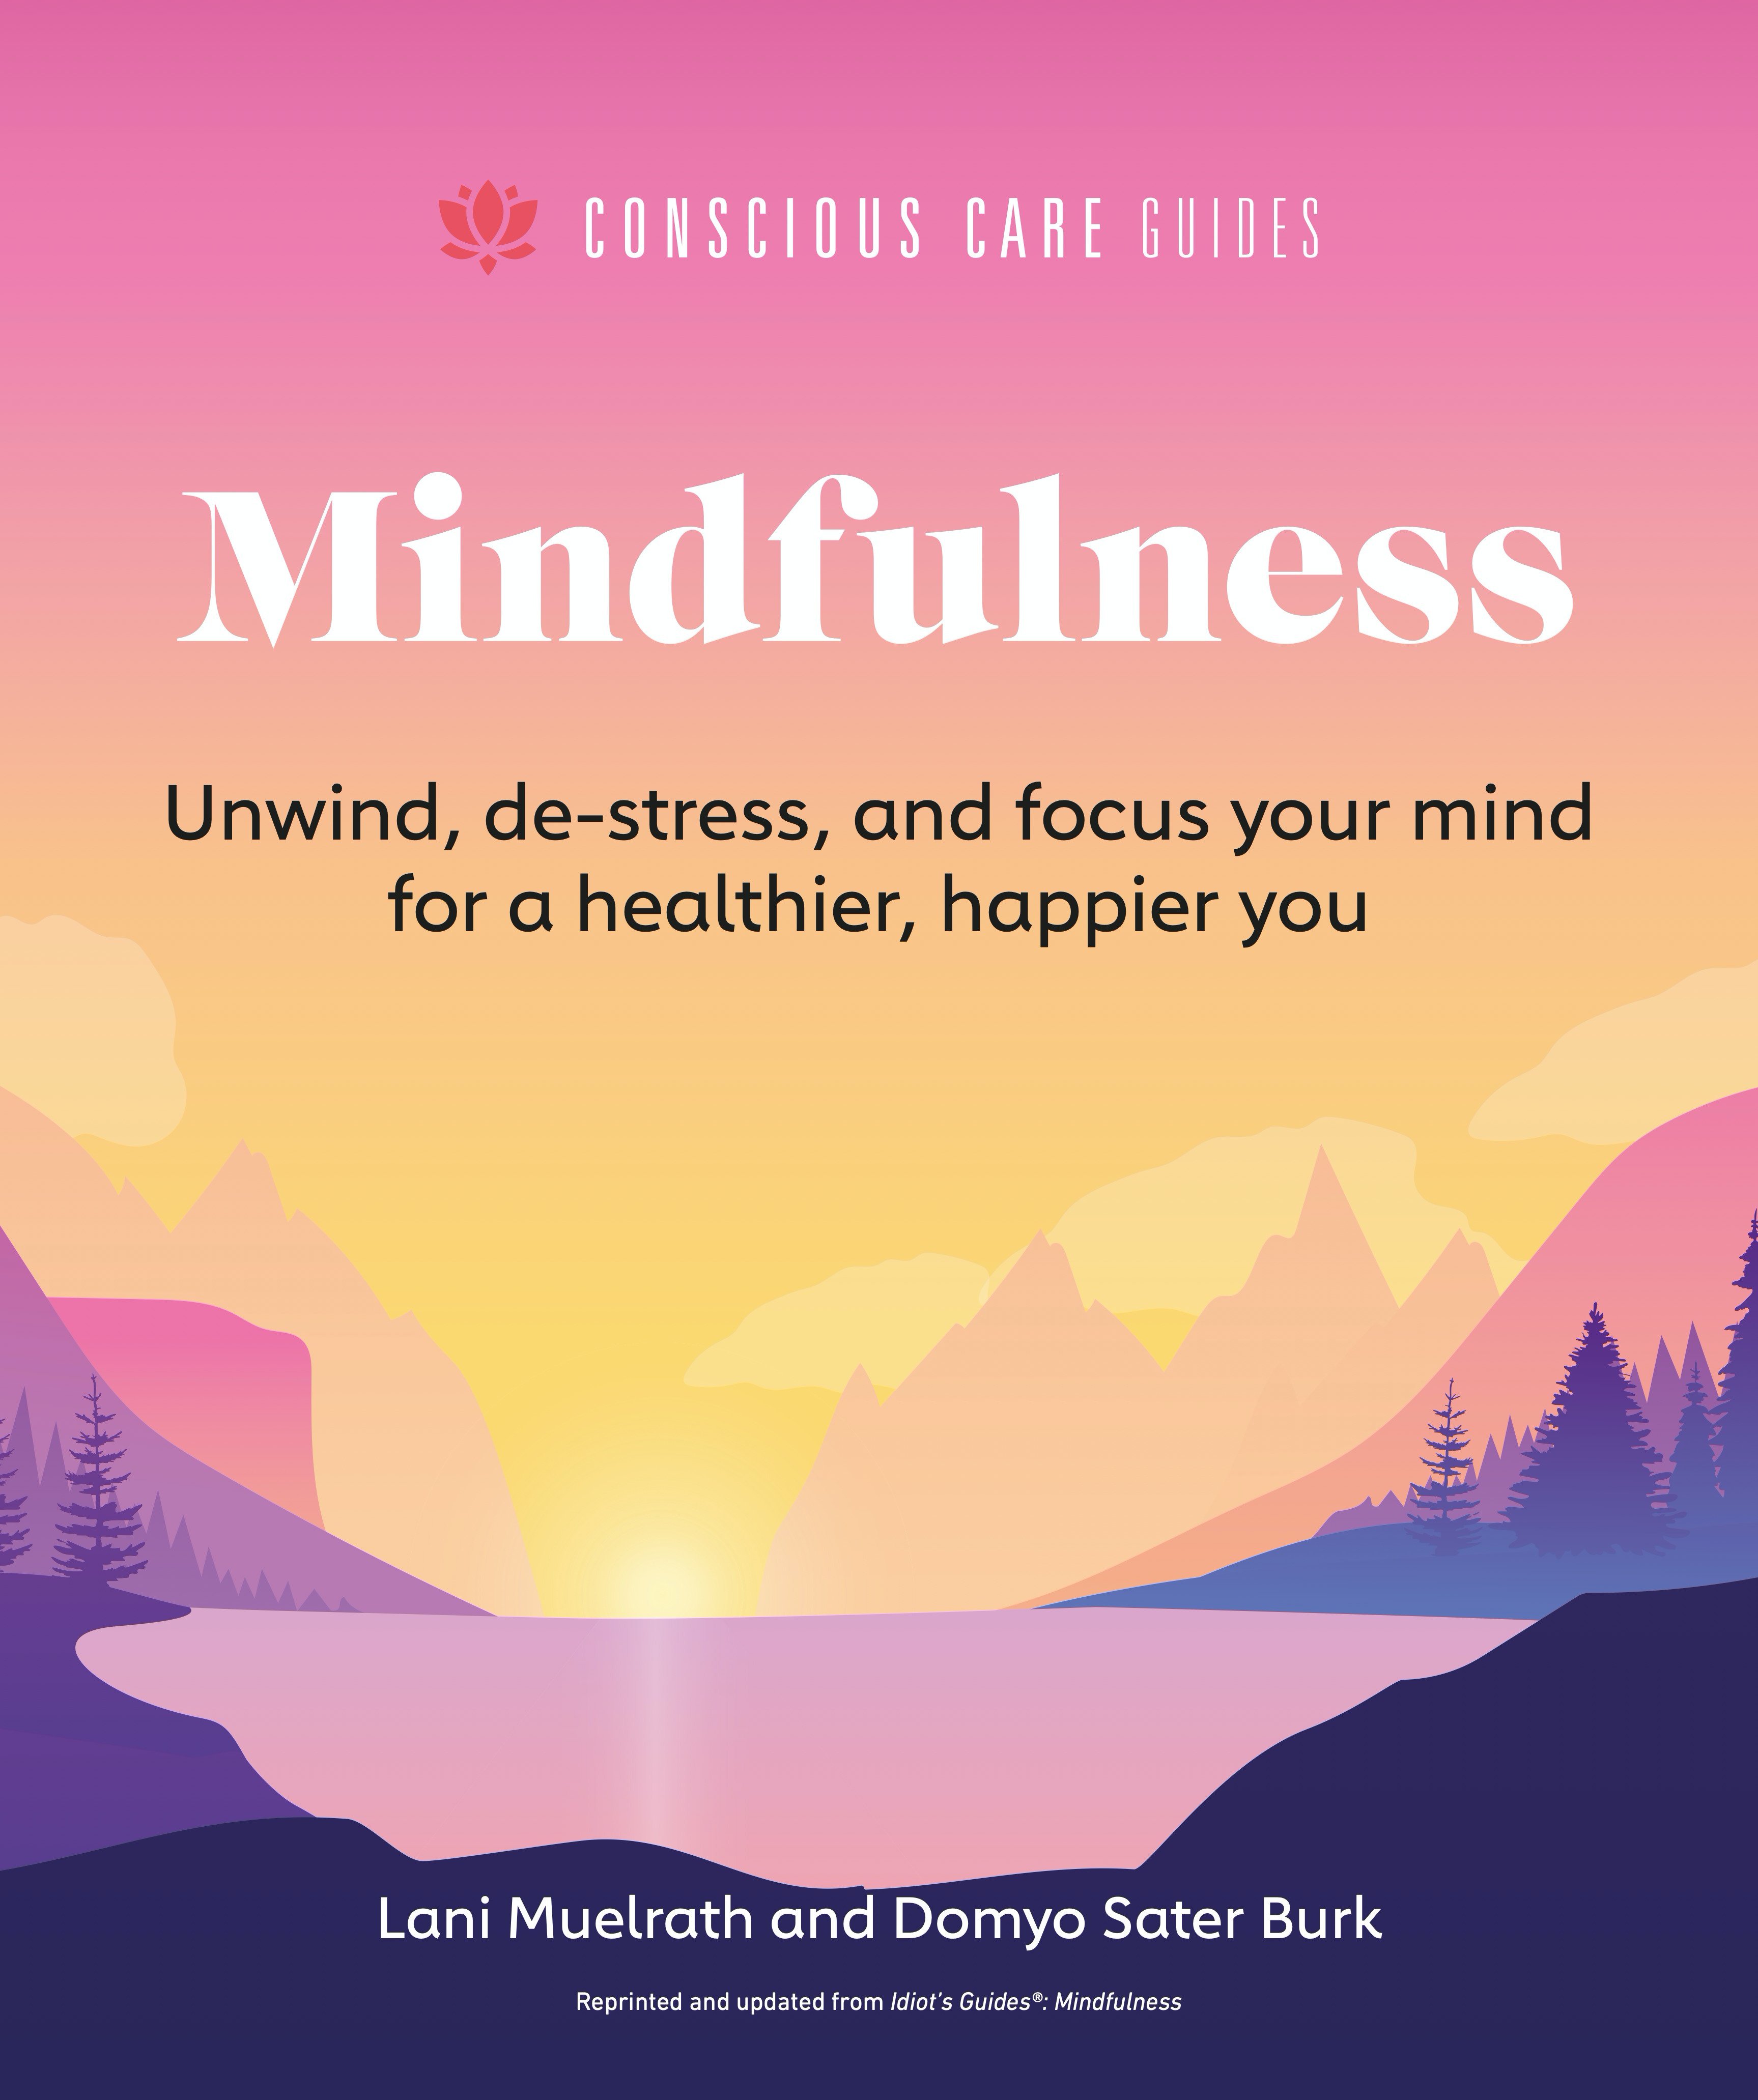 CONSCIOUS CARE GUIDES
Mindfulness
Unwind, de-stress, and focus your mind
for a healthier, happier you
Lani Muelrath and Domyo Sater Burk
Reprinted and updated from Idiot's Guides®: Mindfulness